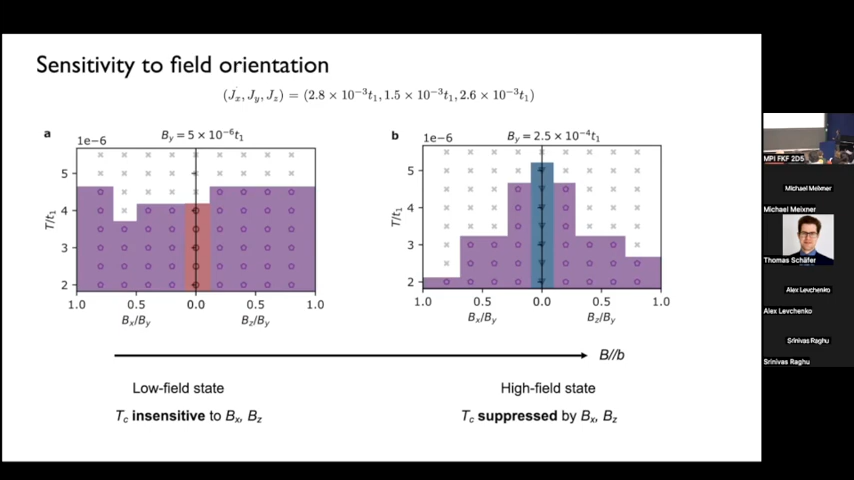 Sensitivity to field orientation
(Jx, Jy, Jz) = (2.8 × 10⁻³t₁, 1.5 × 10⁻³t₁, 2.6 × 10⁻³t₁)
a
1e−6
By = 5 × 10⁻⁶t₁
5
4
3
2
T/t₁
1.0 0.5 0.0 0.5 1.0
Bx/By Bz/By
b
1e−6
By = 2.5 × 10⁻⁴t₁
5
4
3
2
T/t₁
1.0 0.5 0.0 0.5 1.0
Bx/By Bz/By
B//b
Low-field state
Tc insensitive to Bx, Bz
High-field state
Tc suppressed by Bx, Bz
MPI FKF 2D5
Michael Meixner
Michael Meixner
Thomas Schäfer
Alex Levchenko
Alex Levchenko
Srinivas Raghu
Srinivas Raghu